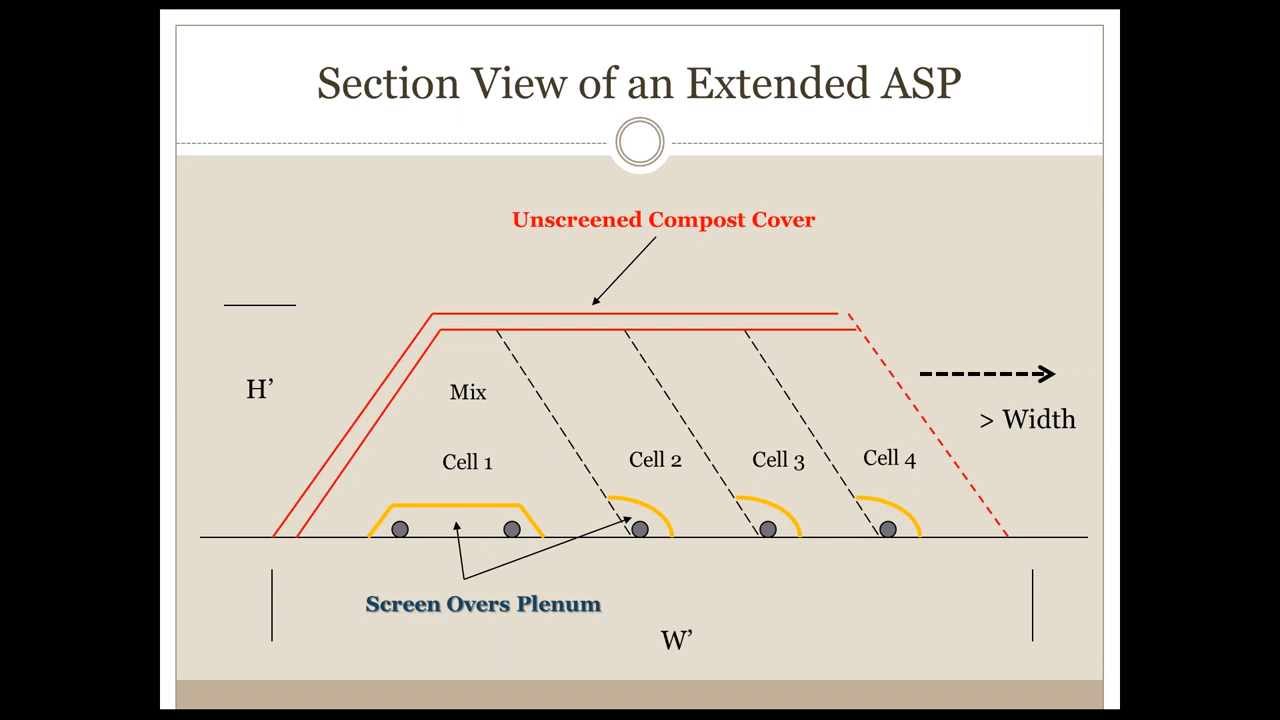 Section View of an Extended ASP
Unscreened Compost Cover
H’
Mix
> Width
Cell 1
Cell 2
Cell 3
Cell 4
Screen Overs Plenum
W’